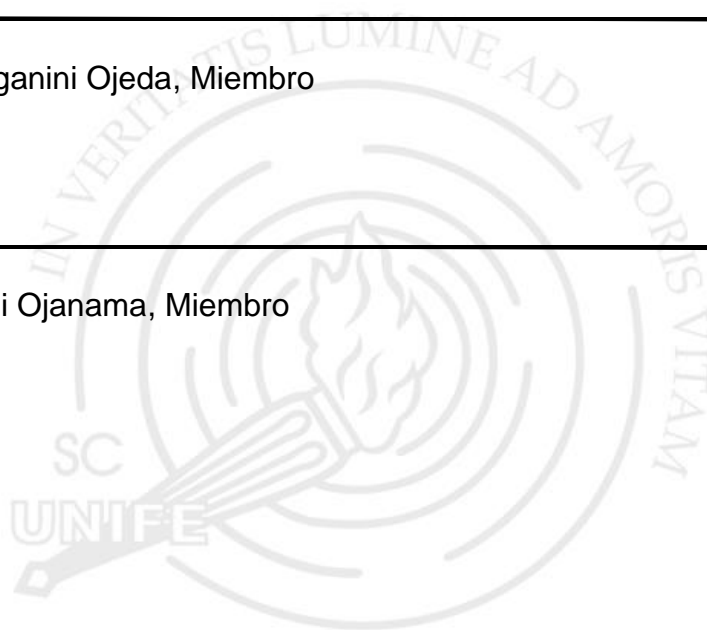 ganini Ojeda, Miembro
i Ojanama, Miembro
IN VERITATIS LUMINE AD AMORIS VITAM
SC
UNIFE